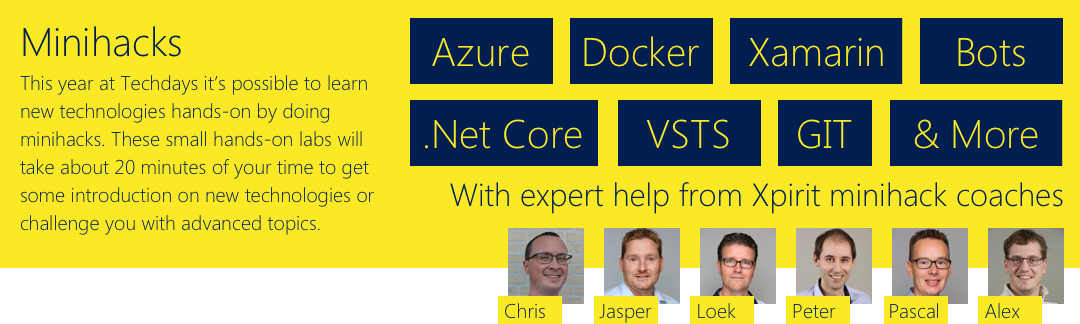 Minihacks
This year at Techdays it’s possible to learn
new technologies hands-on by doing
minihacks. These small hands-on labs will
take about 20 minutes of your time to get
some introduction on new technologies or
challenge you with advanced topics.
Azure Docker Xamarin Bots
.Net Core VSTS GIT & More
With expert help from Xpirit minihack coaches
Chris Jasper Loek Peter Pascal Alex